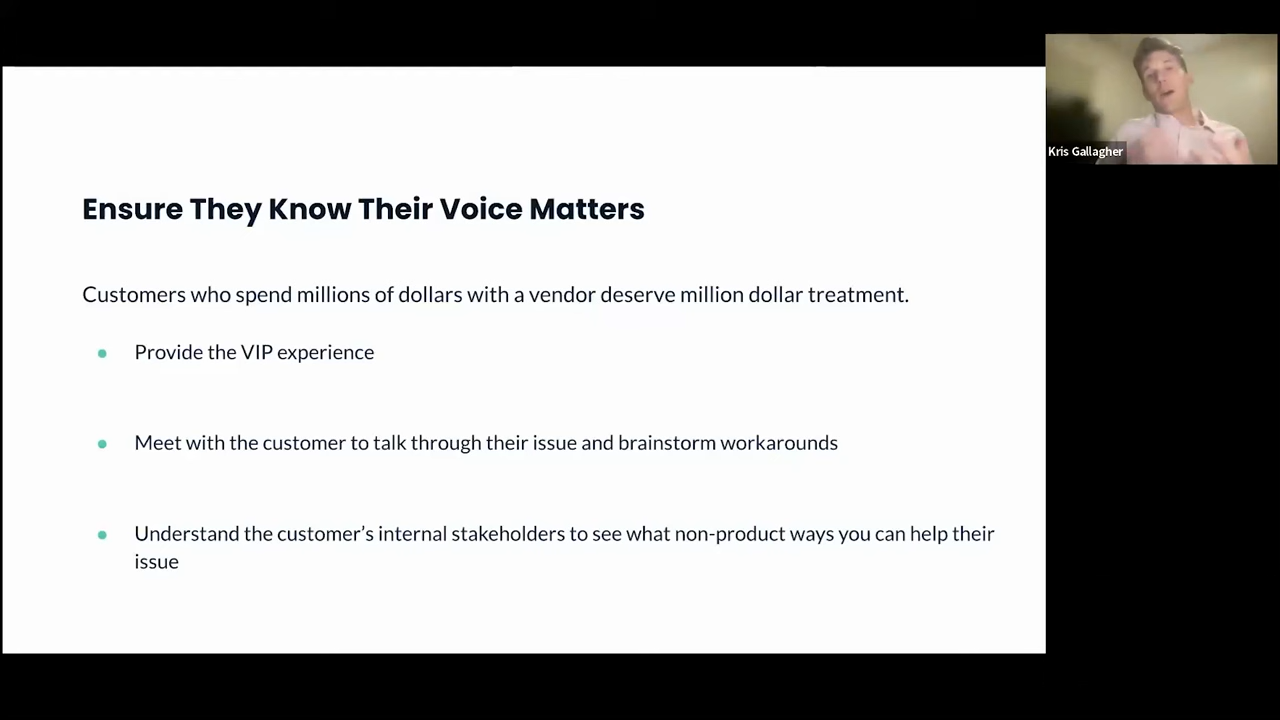 Ensure They Know Their Voice Matters
Customers who spend millions of dollars with a vendor deserve million dollar treatment.
Provide the VIP experience
Meet with the customer to talk through their issue and brainstorm workarounds
Understand the customer’s internal stakeholders to see what non-product ways you can help their
issue
Kris Gallagher